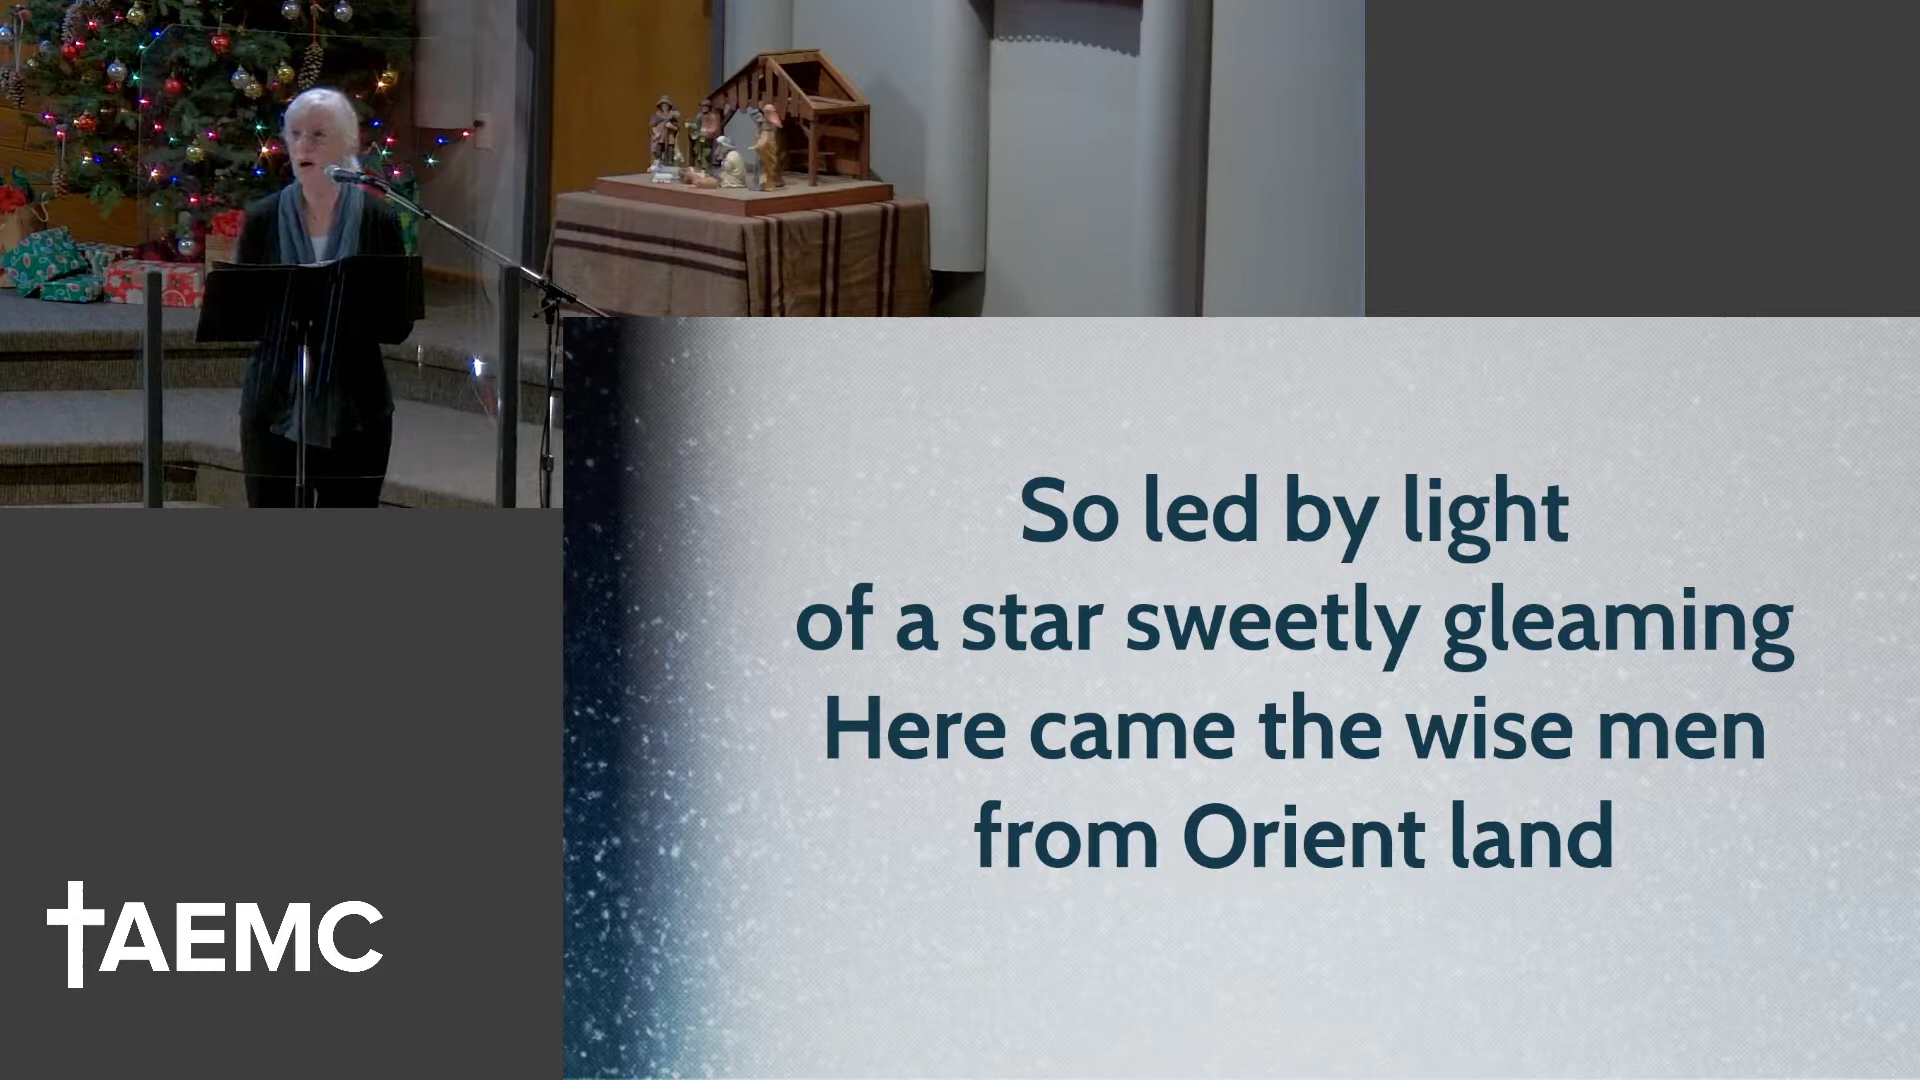 So led by light
of a star sweetly gleaming
Here came the wise men
from Orient land
AEMC